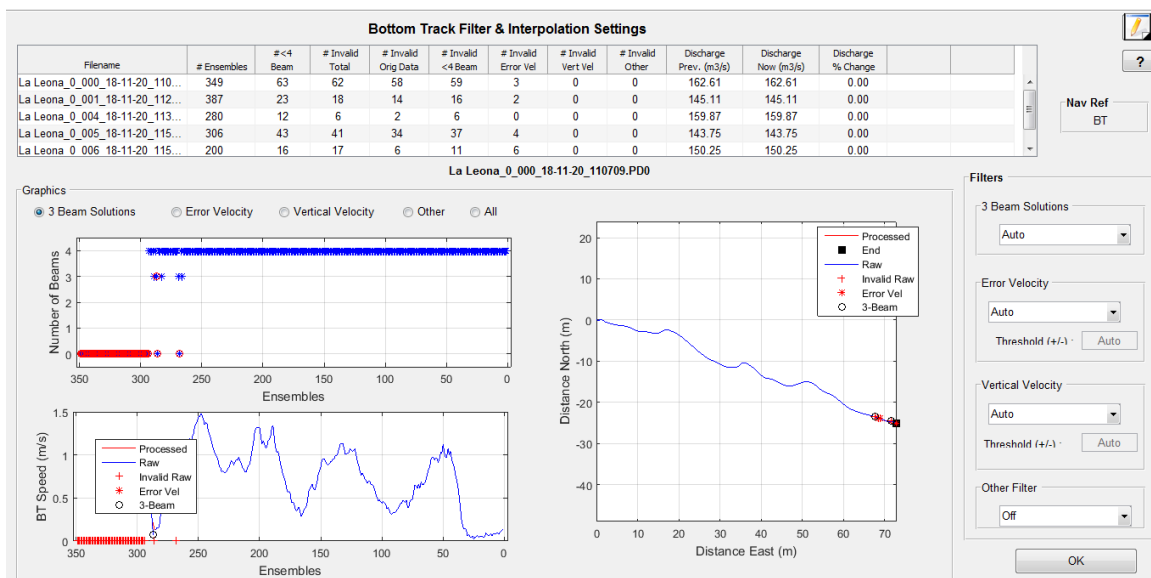 Bottom Track Filter & Interpolation Settings
Filename # Ensembles #<4 Beam # Invalid Total # Invalid Orig Data # Invalid <4 Beam # Invalid Error Vel # Invalid Vert Vel # Invalid Other Discharge Prev. (m3/s) Discharge Now (m3/s) Discharge % Change
La Leona_0_000_18-11-20_110... 349 63 62 58 59 3 0 0 162.61 162.61 0.00
La Leona_0_001_18-11-20_112... 387 23 18 14 16 2 0 0 145.11 145.11 0.00
La Leona_0_004_18-11-20_113... 280 12 6 2 6 0 0 0 159.87 159.87 0.00
La Leona_0_005_18-11-20_115... 306 43 41 34 37 4 0 0 143.75 143.75 0.00
La Leona_0_006_18-11-20_115... 200 16 17 6 11 6 0 0 150.25 150.25 0.00
?
Nav Ref
BT
La Leona_0_000_18-11-20_110709.PD0
Graphics
3 Beam Solutions Error Velocity Vertical Velocity Other All
Number of Beams
4
3
2
1
0
350 300 250 200 150 100 50 0
Ensembles
BT Speed (m/s)
1.5
1
0.5
0
Processed
Raw
Invalid Raw
Error Vel
3-Beam
350 300 250 200 150 100 50 0
Ensembles
Distance North (m)
20
10
0
-10
-20
-30
-40
Processed
End
Raw
Invalid Raw
Error Vel
3-Beam
0 10 20 30 40 50 60 70
Distance East (m)
Filters
3 Beam Solutions
Auto
Error Velocity
Auto
Threshold (+/-) : Auto
Vertical Velocity
Auto
Threshold (+/-) : Auto
Other Filter
Off
OK